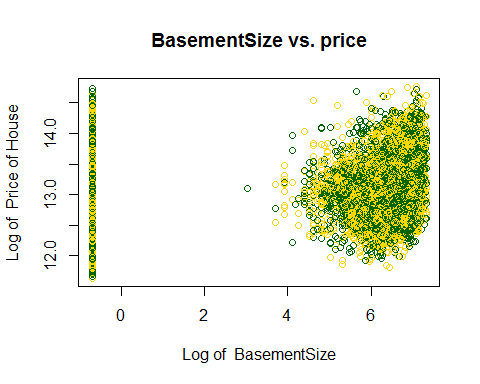 BasementSize vs. price
Log of  Price of House
14.0
13.0
12.0
0 2 4 6
Log of  BasementSize